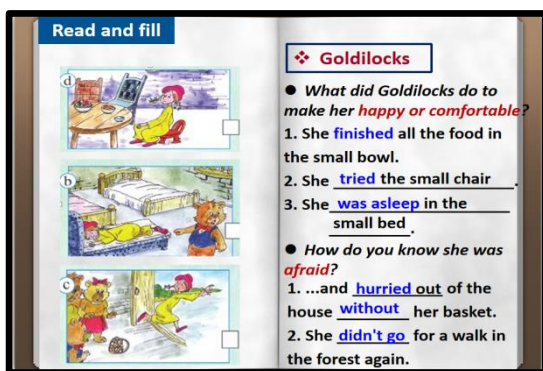 Read and fill
d
b
c
❖ Goldilocks
● What did Goldilocks do to
make her happy or comfortable?
1. She finished all the food in
the small bowl.
2. She tried the small chair .
3. She was asleep in the
small bed .
● How do you know she was
afraid?
1. ...and hurried out of the
house without her basket.
2. She didn't go for a walk in
the forest again.